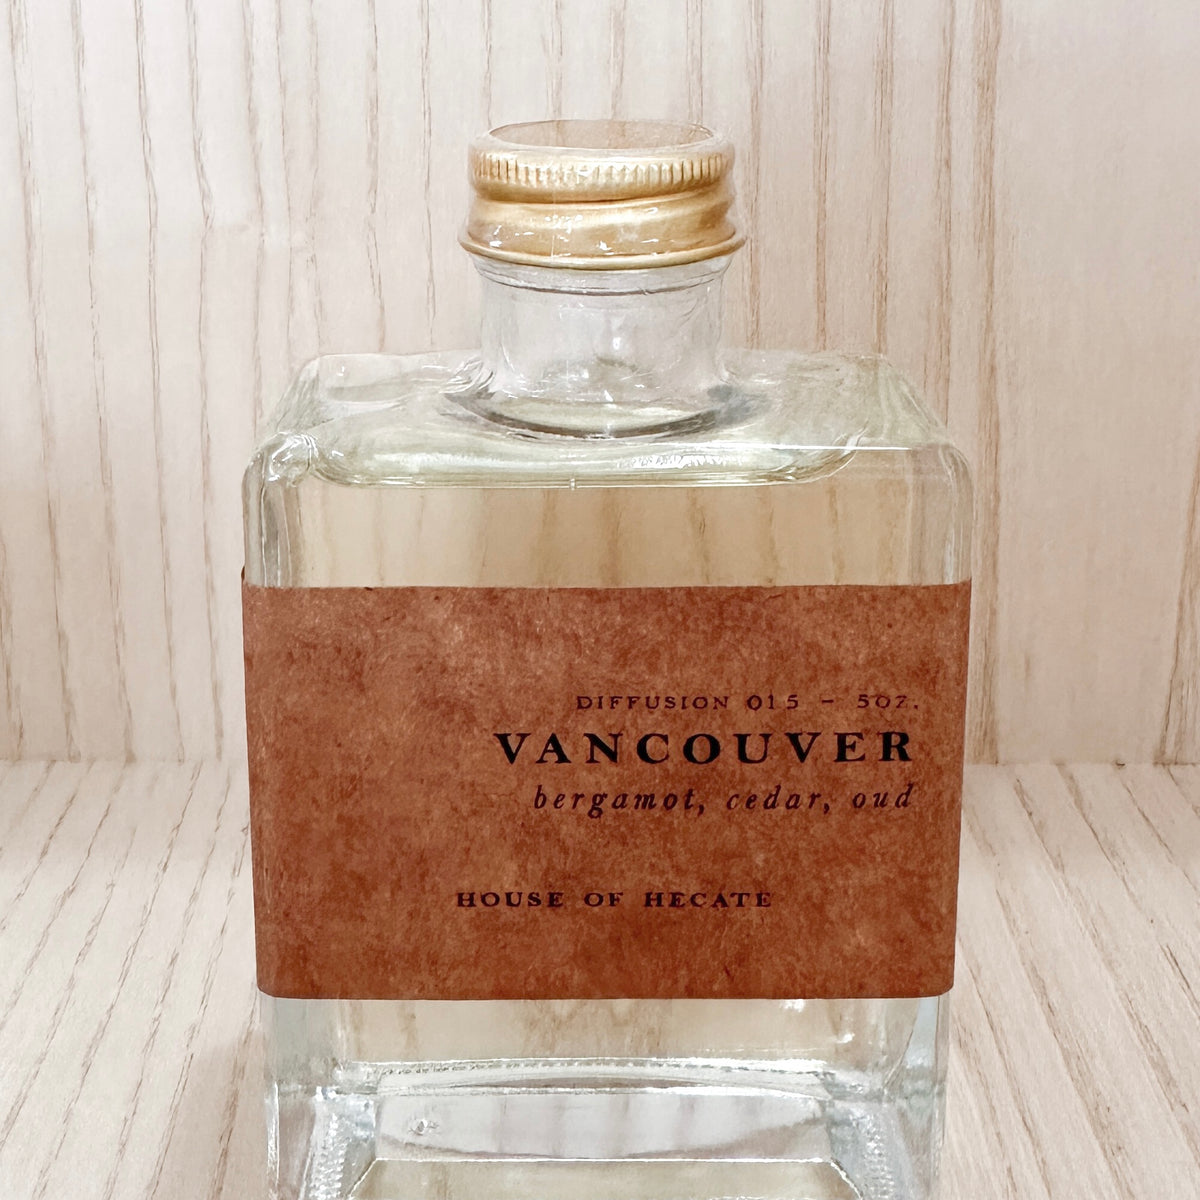 DIFFUSION 015 – 5OZ.
VANCOUVER
bergamot, cedar, oud
HOUSE OF HECATE